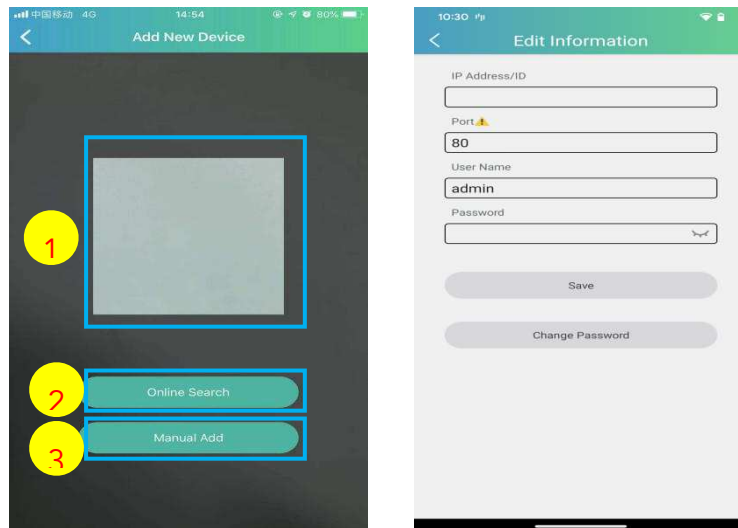 中国移动 4G 14:54 80%
Add New Device
1
2
Online Search
3
Manual Add
10:30
Edit Information
IP Address/ID
Port
80
User Name
admin
Password
Save
Change Password